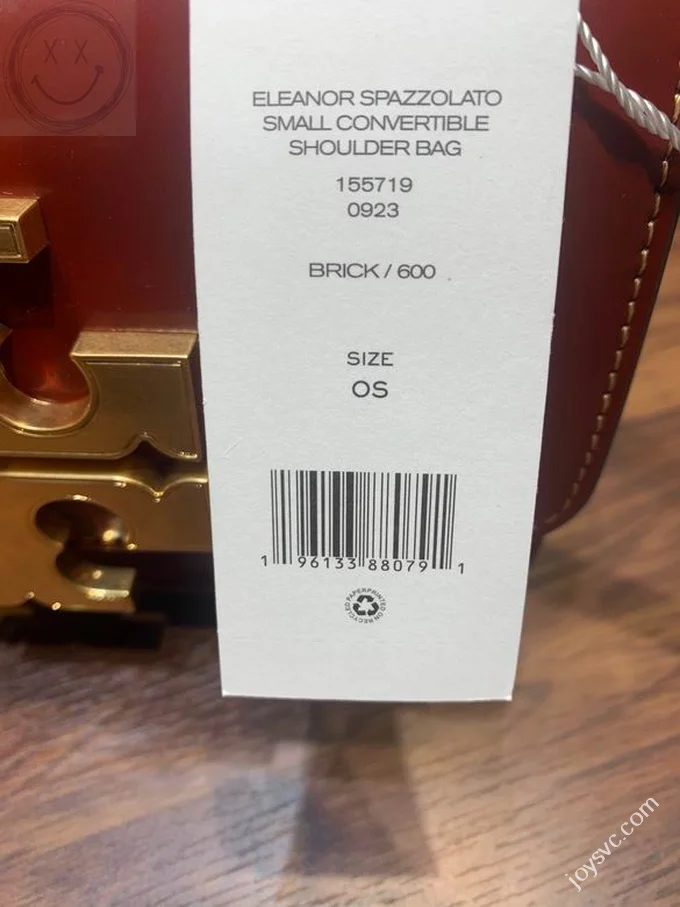 ELEANOR SPAZZOLATO
SMALL CONVERTIBLE
SHOULDER BAG
155719
0923
BRICK / 600
SIZE
OS
1 96133 88079 1
PRINTED ON RECYCLED PAPER
joysvc.com